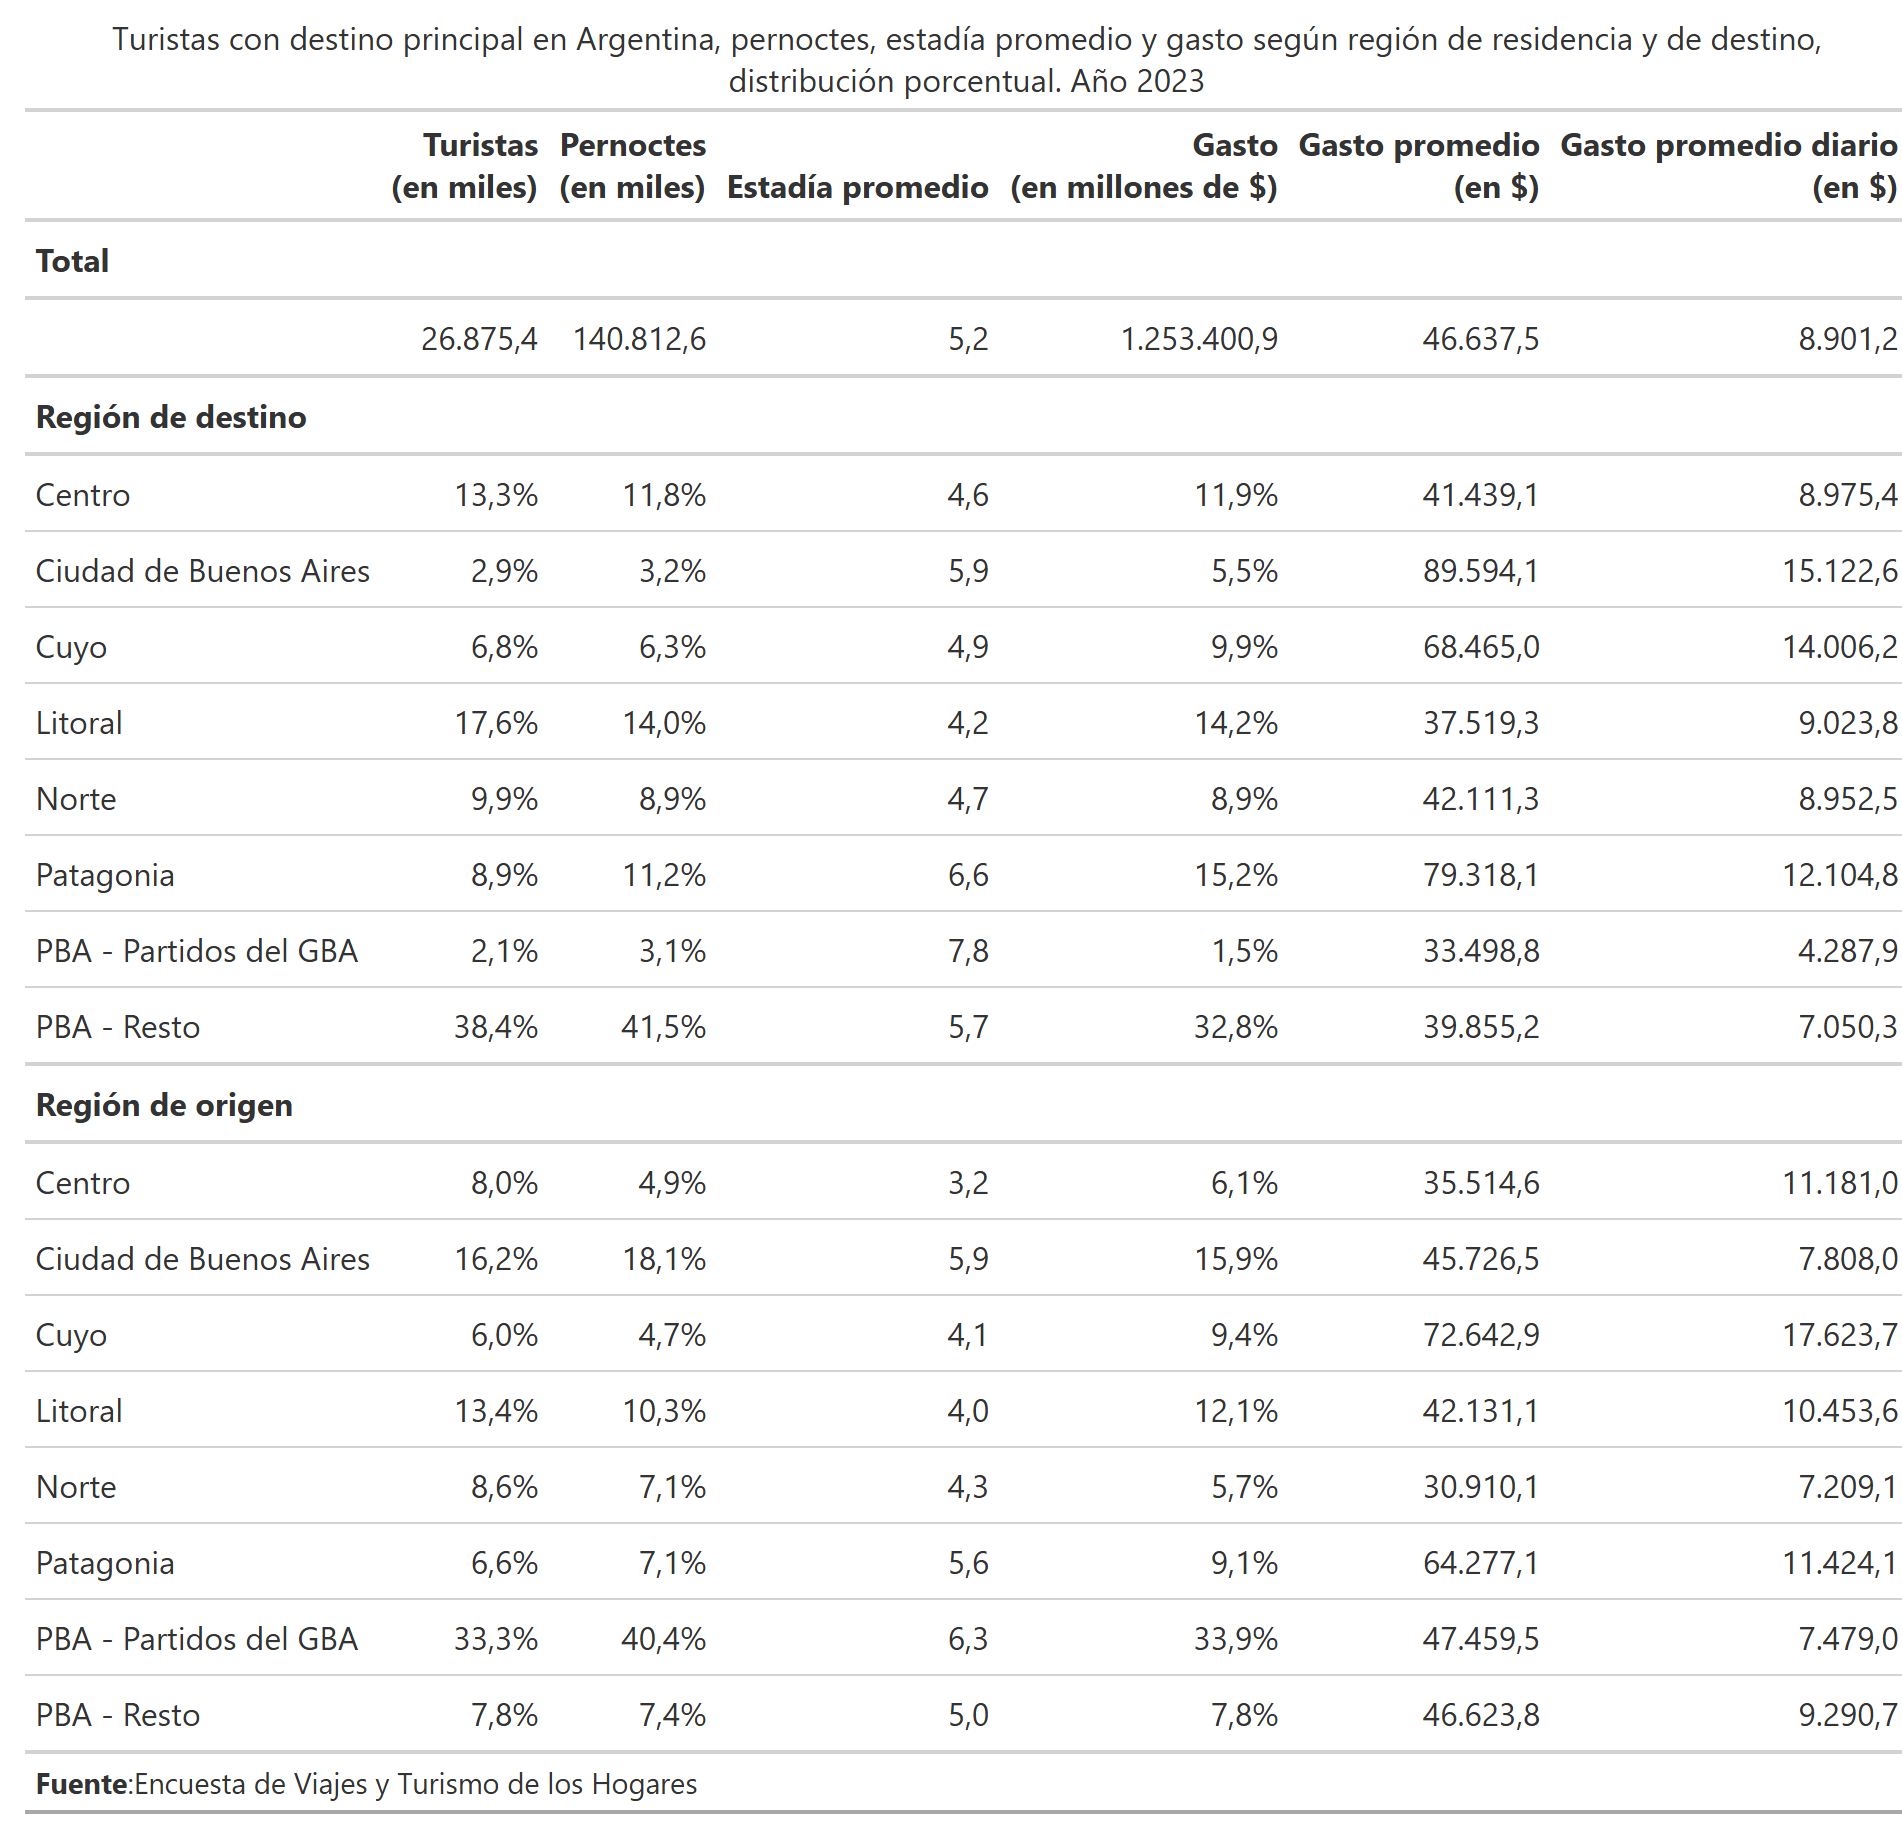 Turistas con destino principal en Argentina, pernoctes, estadía promedio y gasto según región de residencia y de destino,
distribución porcentual. Año 2023
Turistas Pernoctes Gasto Gasto promedio Gasto promedio diario
(en miles) (en miles) Estadía promedio (en millones de $) (en $) (en $)
Total
26.875,4 140.812,6 5,2 1.253.400,9 46.637,5 8.901,2
Región de destino
Centro 13,3% 11,8% 4,6 11,9% 41.439,1 8.975,4
Ciudad de Buenos Aires 2,9% 3,2% 5,9 5,5% 89.594,1 15.122,6
Cuyo 6,8% 6,3% 4,9 9,9% 68.465,0 14.006,2
Litoral 17,6% 14,0% 4,2 14,2% 37.519,3 9.023,8
Norte 9,9% 8,9% 4,7 8,9% 42.111,3 8.952,5
Patagonia 8,9% 11,2% 6,6 15,2% 79.318,1 12.104,8
PBA - Partidos del GBA 2,1% 3,1% 7,8 1,5% 33.498,8 4.287,9
PBA - Resto 38,4% 41,5% 5,7 32,8% 39.855,2 7.050,3
Región de origen
Centro 8,0% 4,9% 3,2 6,1% 35.514,6 11.181,0
Ciudad de Buenos Aires 16,2% 18,1% 5,9 15,9% 45.726,5 7.808,0
Cuyo 6,0% 4,7% 4,1 9,4% 72.642,9 17.623,7
Litoral 13,4% 10,3% 4,0 12,1% 42.131,1 10.453,6
Norte 8,6% 7,1% 4,3 5,7% 30.910,1 7.209,1
Patagonia 6,6% 7,1% 5,6 9,1% 64.277,1 11.424,1
PBA - Partidos del GBA 33,3% 40,4% 6,3 33,9% 47.459,5 7.479,0
PBA - Resto 7,8% 7,4% 5,0 7,8% 46.623,8 9.290,7
Fuente:Encuesta de Viajes y Turismo de los Hogares